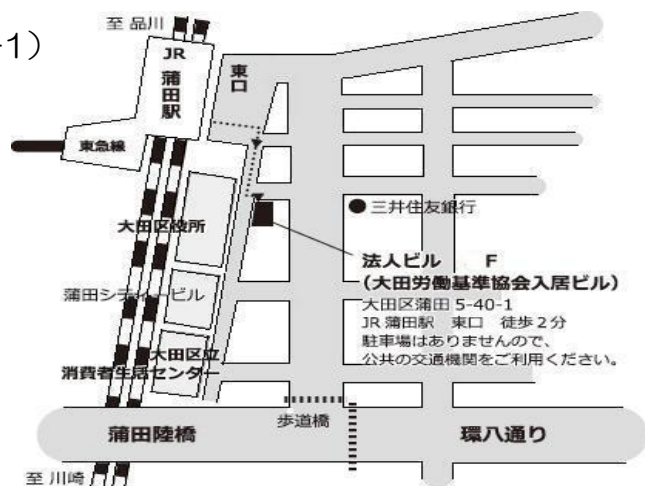 至 品川
-1）
JR
蒲田駅
東口
東急線
大田区役所
三井住友銀行
法人ビル　F
（大田労働基準協会入居ビル）
蒲田シティービル
大田区蒲田 5-40-1
JR 蒲田駅　東口　徒歩２分
駐車場はありませんので、
公共の交通機関をご利用ください。
大田区立
消費者生活センター
歩道橋
蒲田陸橋
環八通り
至 川崎